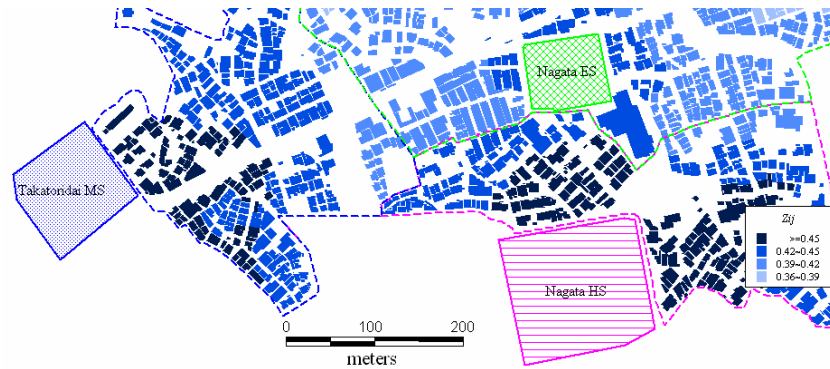 Nagata ES
Takatoridai MS
Zij
>=0.45
0.42~0.45
0.39~0.42
0.36~0.39
Nagata HS
0 100 200
meters